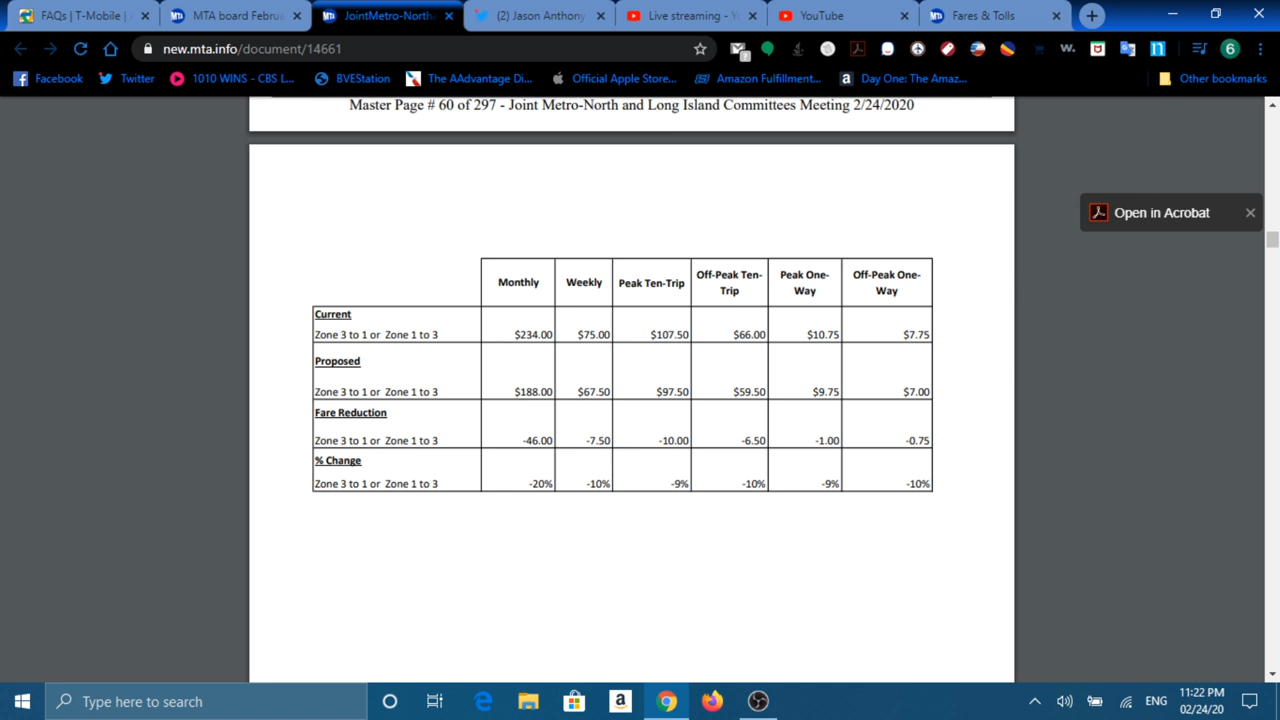 FAQs | T-Mobile |
MTA board Febru
JointMetro-North
(2) Jason Anthony
Live streaming - Y
YouTube
Fares & Tolls
new.mta.info/document/14661
6
Facebook
Twitter
1010 WINS - CBS L...
BVEStation
The AAdvantage Di...
Official Apple Store...
Amazon Fulfillment...
Day One: The Amaz...
Other bookmarks
Master Page # 60 of 297 - Joint Metro-North and Long Island Committees Meeting 2/24/2020
Open in Acrobat
Monthly Weekly Peak Ten-Trip Off-Peak Ten-Trip Peak One-Way Off-Peak One-Way
Current
Zone 3 to 1 or Zone 1 to 3 $234.00 $75.00 $107.50 $66.00 $10.75 $7.75
Proposed
Zone 3 to 1 or Zone 1 to 3 $188.00 $67.50 $97.50 $59.50 $9.75 $7.00
Fare Reduction
Zone 3 to 1 or Zone 1 to 3 -46.00 -7.50 -10.00 -6.50 -1.00 -0.75
% Change
Zone 3 to 1 or Zone 1 to 3 -20% -10% -9% -10% -9% -10%
Type here to search
ENG
11:22 PM
02/24/20